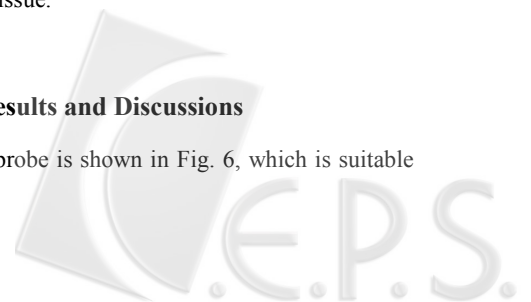 issue.
esults and Discussions
probe is shown in Fig. 6, which is suitable
C.E.P.S.